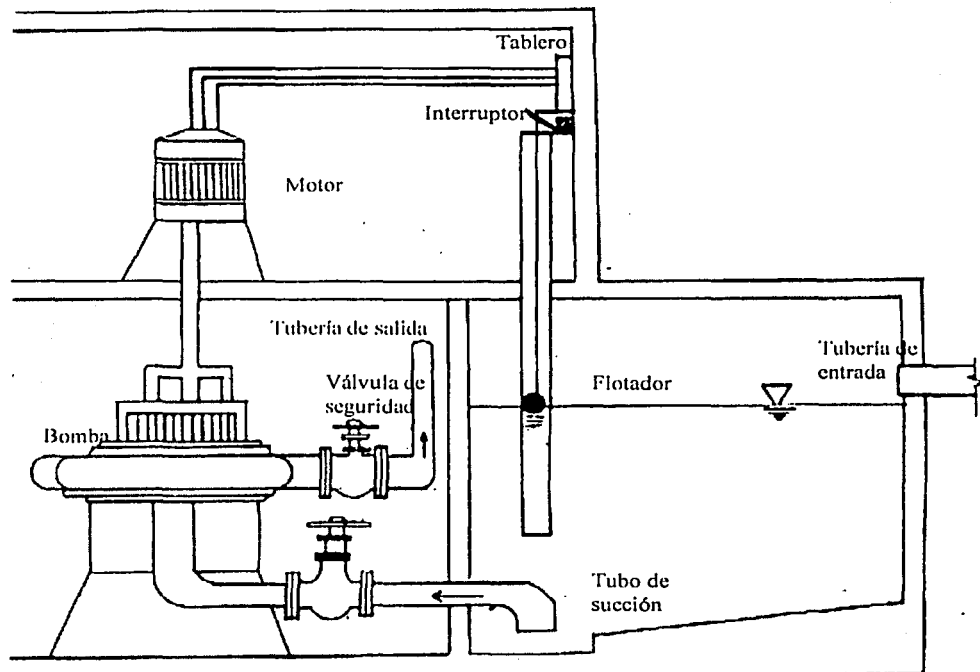 Tablero
Interruptor
Motor
Tubería de salida
Tubería de
entrada
Válvula de
seguridad
Flotador
Bomba
Tubo de
succión